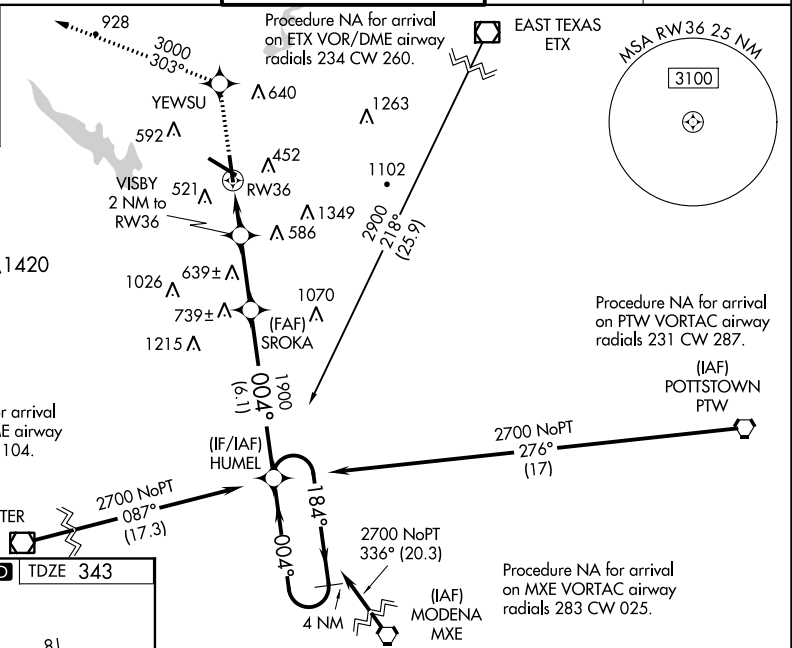 928
3000
303°
Procedure NA for arrival
on ETX VOR/DME airway
radials 234 CW 260.
EAST TEXAS
ETX
MSA RW36 25 NM
3100
YEWSU
640
1263
592
452
1102
VISBY
2 NM to
RW36
521
RW36
1349
586
2900
218°
(25.9)
1420
1026
639±
1070
739±
(FAF)
SROKA
1215
Procedure NA for arrival
on PTW VORTAC airway
radials 231 CW 287.
1900
004°
(6.1)
(IAF)
POTTSTOWN
PTW
r arrival
E airway
104.
(IF/IAF)
HUMEL
2700 NoPT
276°
(17)
2700 NoPT
087°
(17.3)
TER
184°
004°
2700 NoPT
336° (20.3)
4 NM
(IAF)
MODENA
MXE
Procedure NA for arrival
on MXE VORTAC airway
radials 283 CW 025.
D TDZE 343